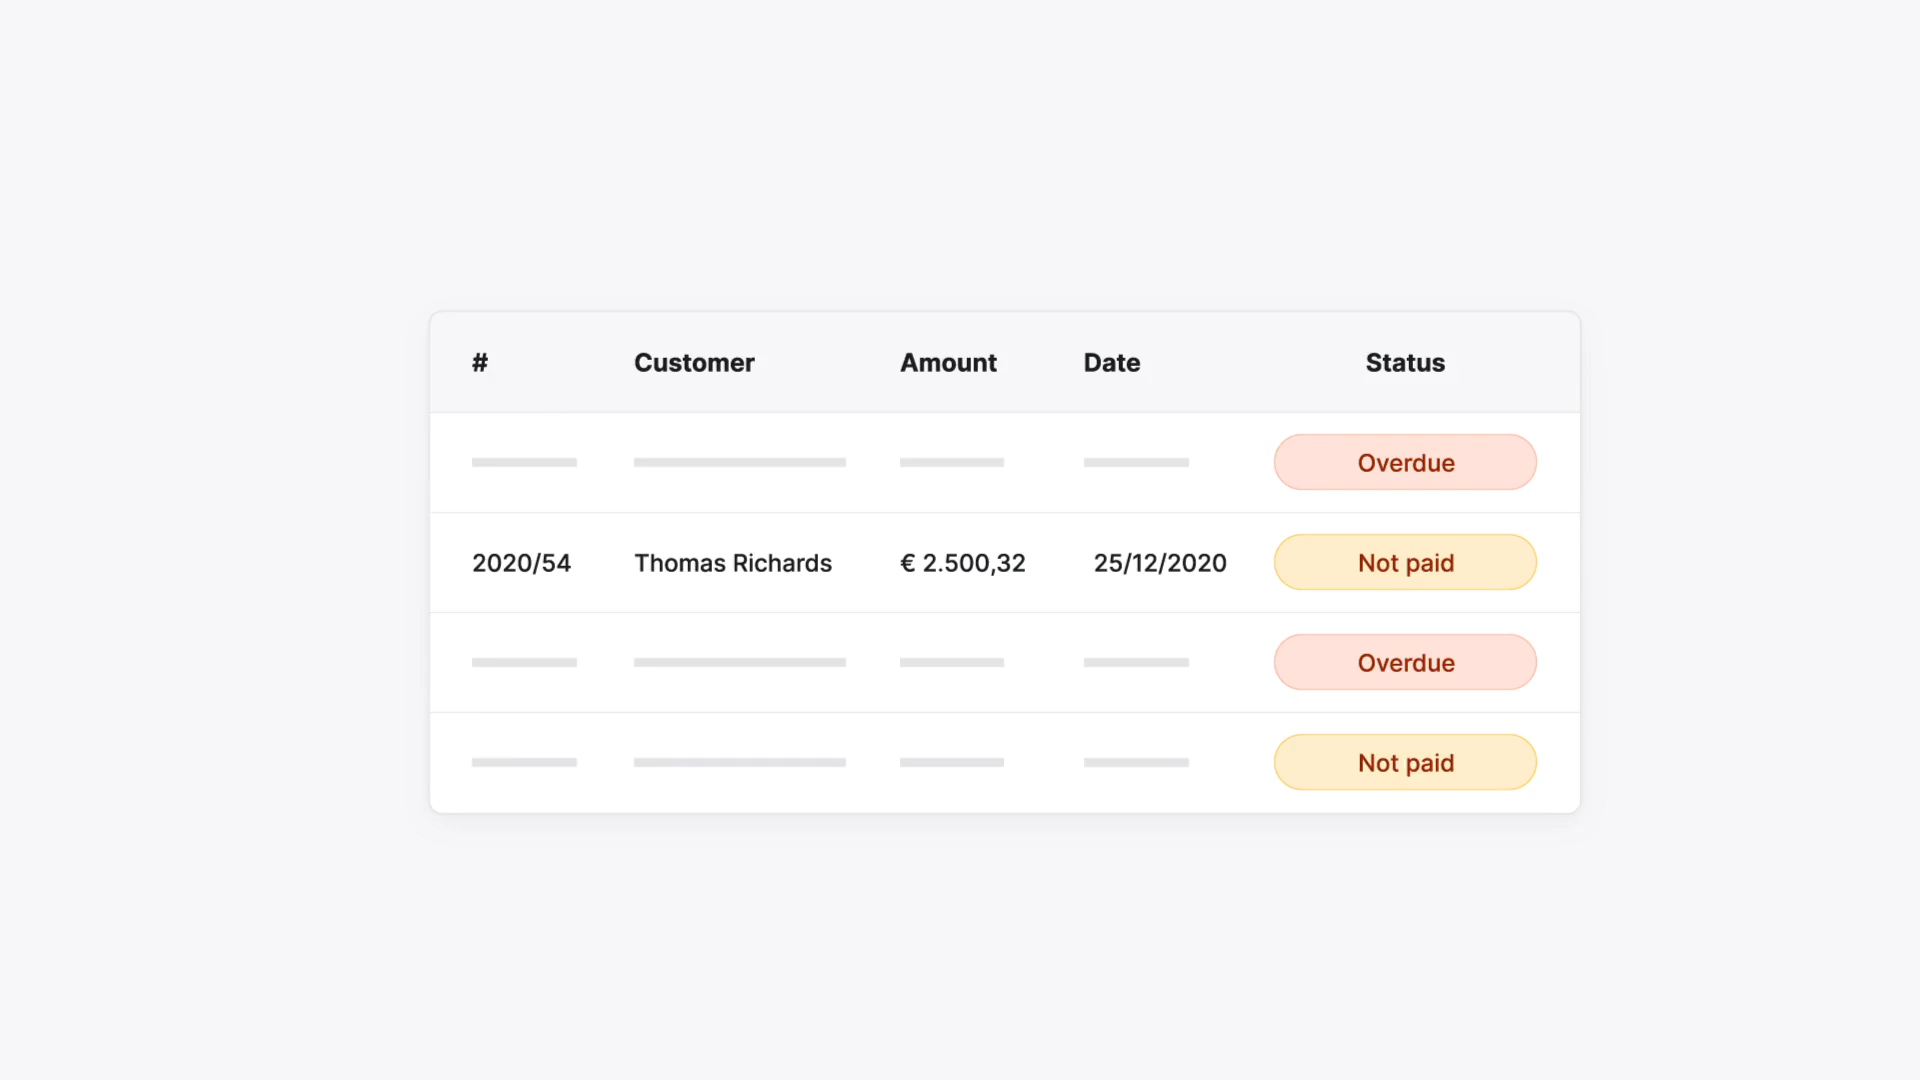 # Customer Amount Date Status
Overdue
2020/54 Thomas Richards € 2.500,32 25/12/2020 Not paid
Overdue
Not paid